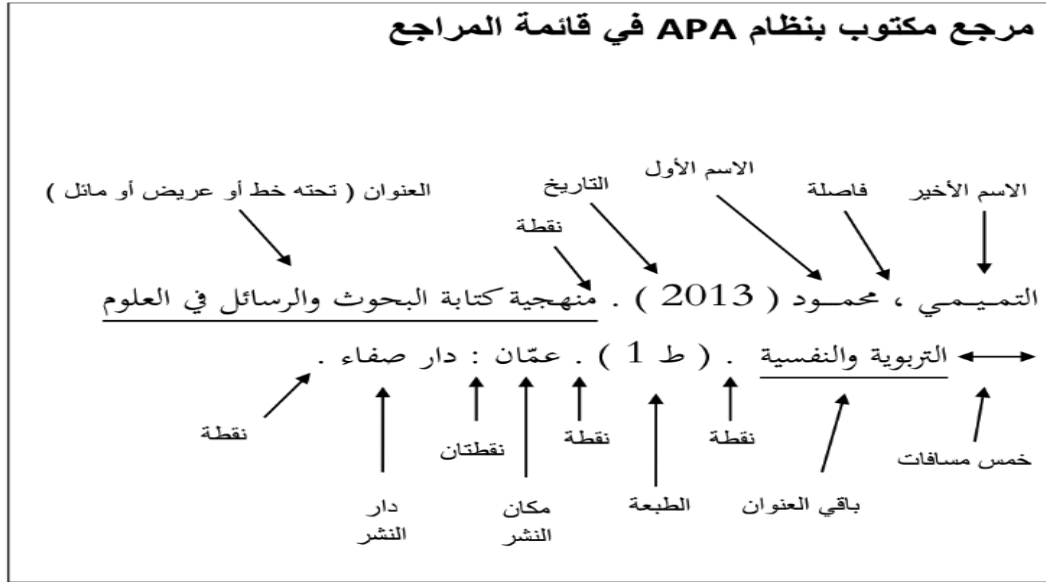 مرجع مكتوب بنظام APA في قائمة المراجع
الاسم الأول
الاسم الأخير فاصلة التاريخ العنوان ( تحته خط أو عريض أو مائل )
نقطة
التميمي ، محمود ( 2013 ) . منهجية كتابة البحوث والرسائل في العلوم
التربوية والنفسية . ( ط 1 ) . عمّان : دار صفاء .
نقطة نقطة نقطتان نقطة
خمس مسافات
باقي العنوان الطبعة مكان دار
النشر النشر